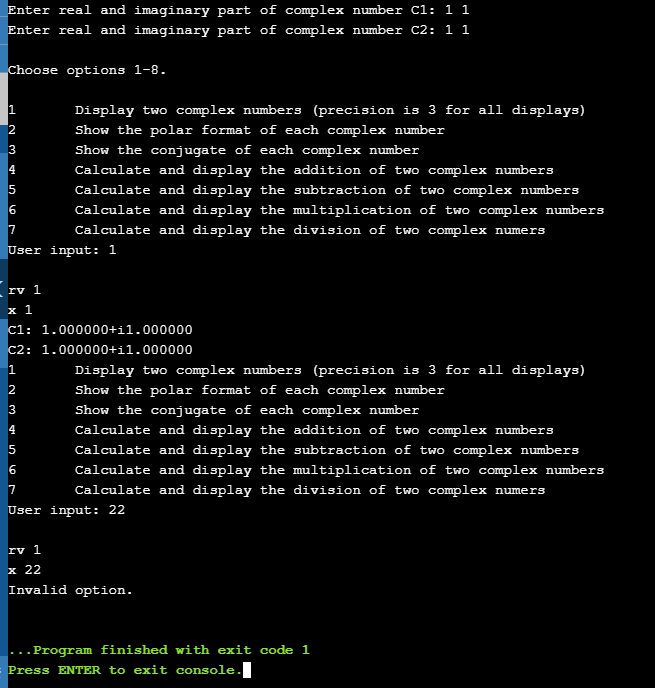 Enter real and imaginary part of complex number C1: 1 1
Enter real and imaginary part of complex number C2: 1 1
Choose options 1-8.
1 Display two complex numbers (precision is 3 for all displays)
2 Show the polar format of each complex number
3 Show the conjugate of each complex number
4 Calculate and display the addition of two complex numbers
5 Calculate and display the subtraction of two complex numbers
6 Calculate and display the multiplication of two complex numbers
7 Calculate and display the division of two complex numers
User input: 1
rv 1
x 1
C1: 1.000000+i1.000000
C2: 1.000000+i1.000000
1 Display two complex numbers (precision is 3 for all displays)
2 Show the polar format of each complex number
3 Show the conjugate of each complex number
4 Calculate and display the addition of two complex numbers
5 Calculate and display the subtraction of two complex numbers
6 Calculate and display the multiplication of two complex numbers
7 Calculate and display the division of two complex numers
User input: 22
rv 1
x 22
Invalid option.
...Program finished with exit code 1
Press ENTER to exit console.